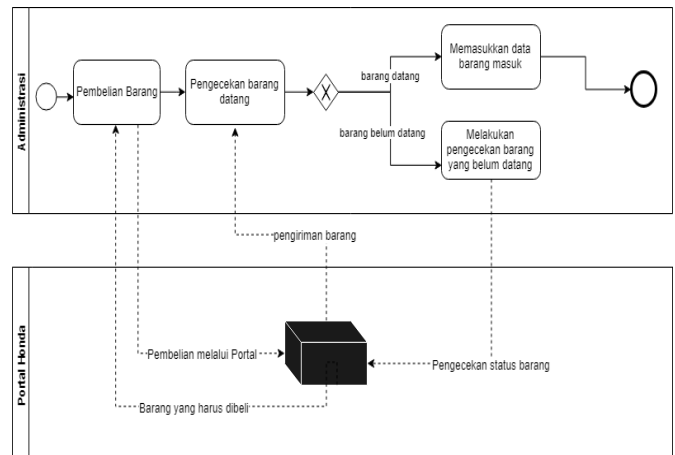 Administrasi
Pembelian Barang
Pengecekan barang
datang
X
barang datang
barang belum datang
Memasukkan data
barang masuk
Melakukan
pengecekan barang
yang belum datang
pengiriman barang
Portal Honda
Pembelian melalui Portal
Pengecekan status barang
Barang yang harus dibeli